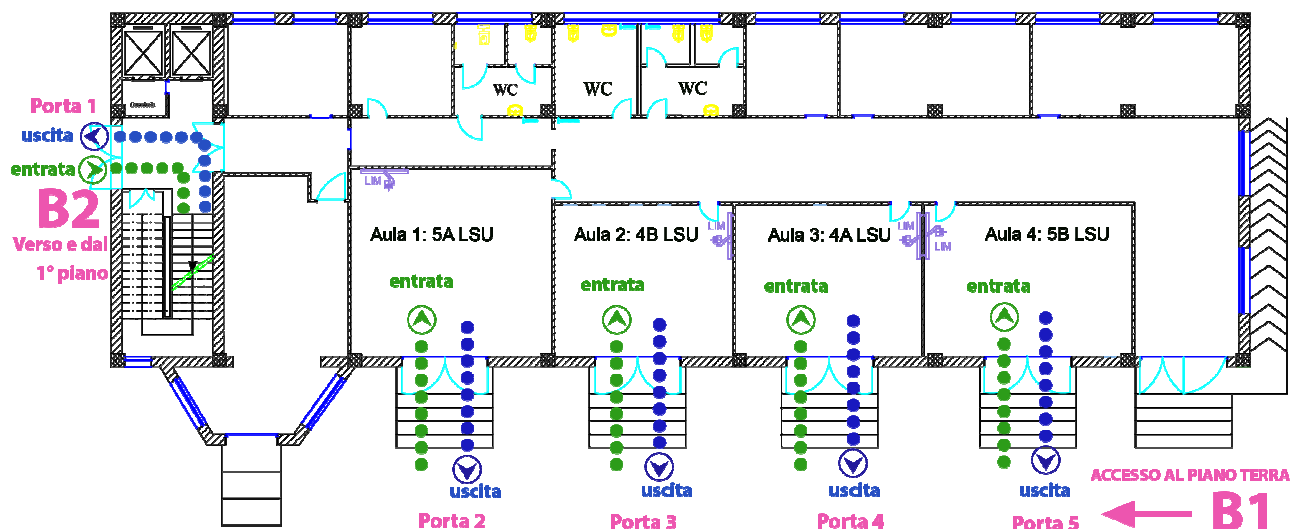 WC
WC
WC
Porta 1
uscita
entrata
B2
Verso e dal
1° piano
LIM
Aula 1: 5A LSU
entrata
Aula 2: 4B LSU
LIM
entrata
Aula 3: 4A LSU
LIM
entrata
Aula 4: 5B LSU
entrata
uscita
Porta 2
uscita
Porta 3
uscita
Porta 4
uscita
Porta 5
ACCESSO AL PIANO TERRA
B1